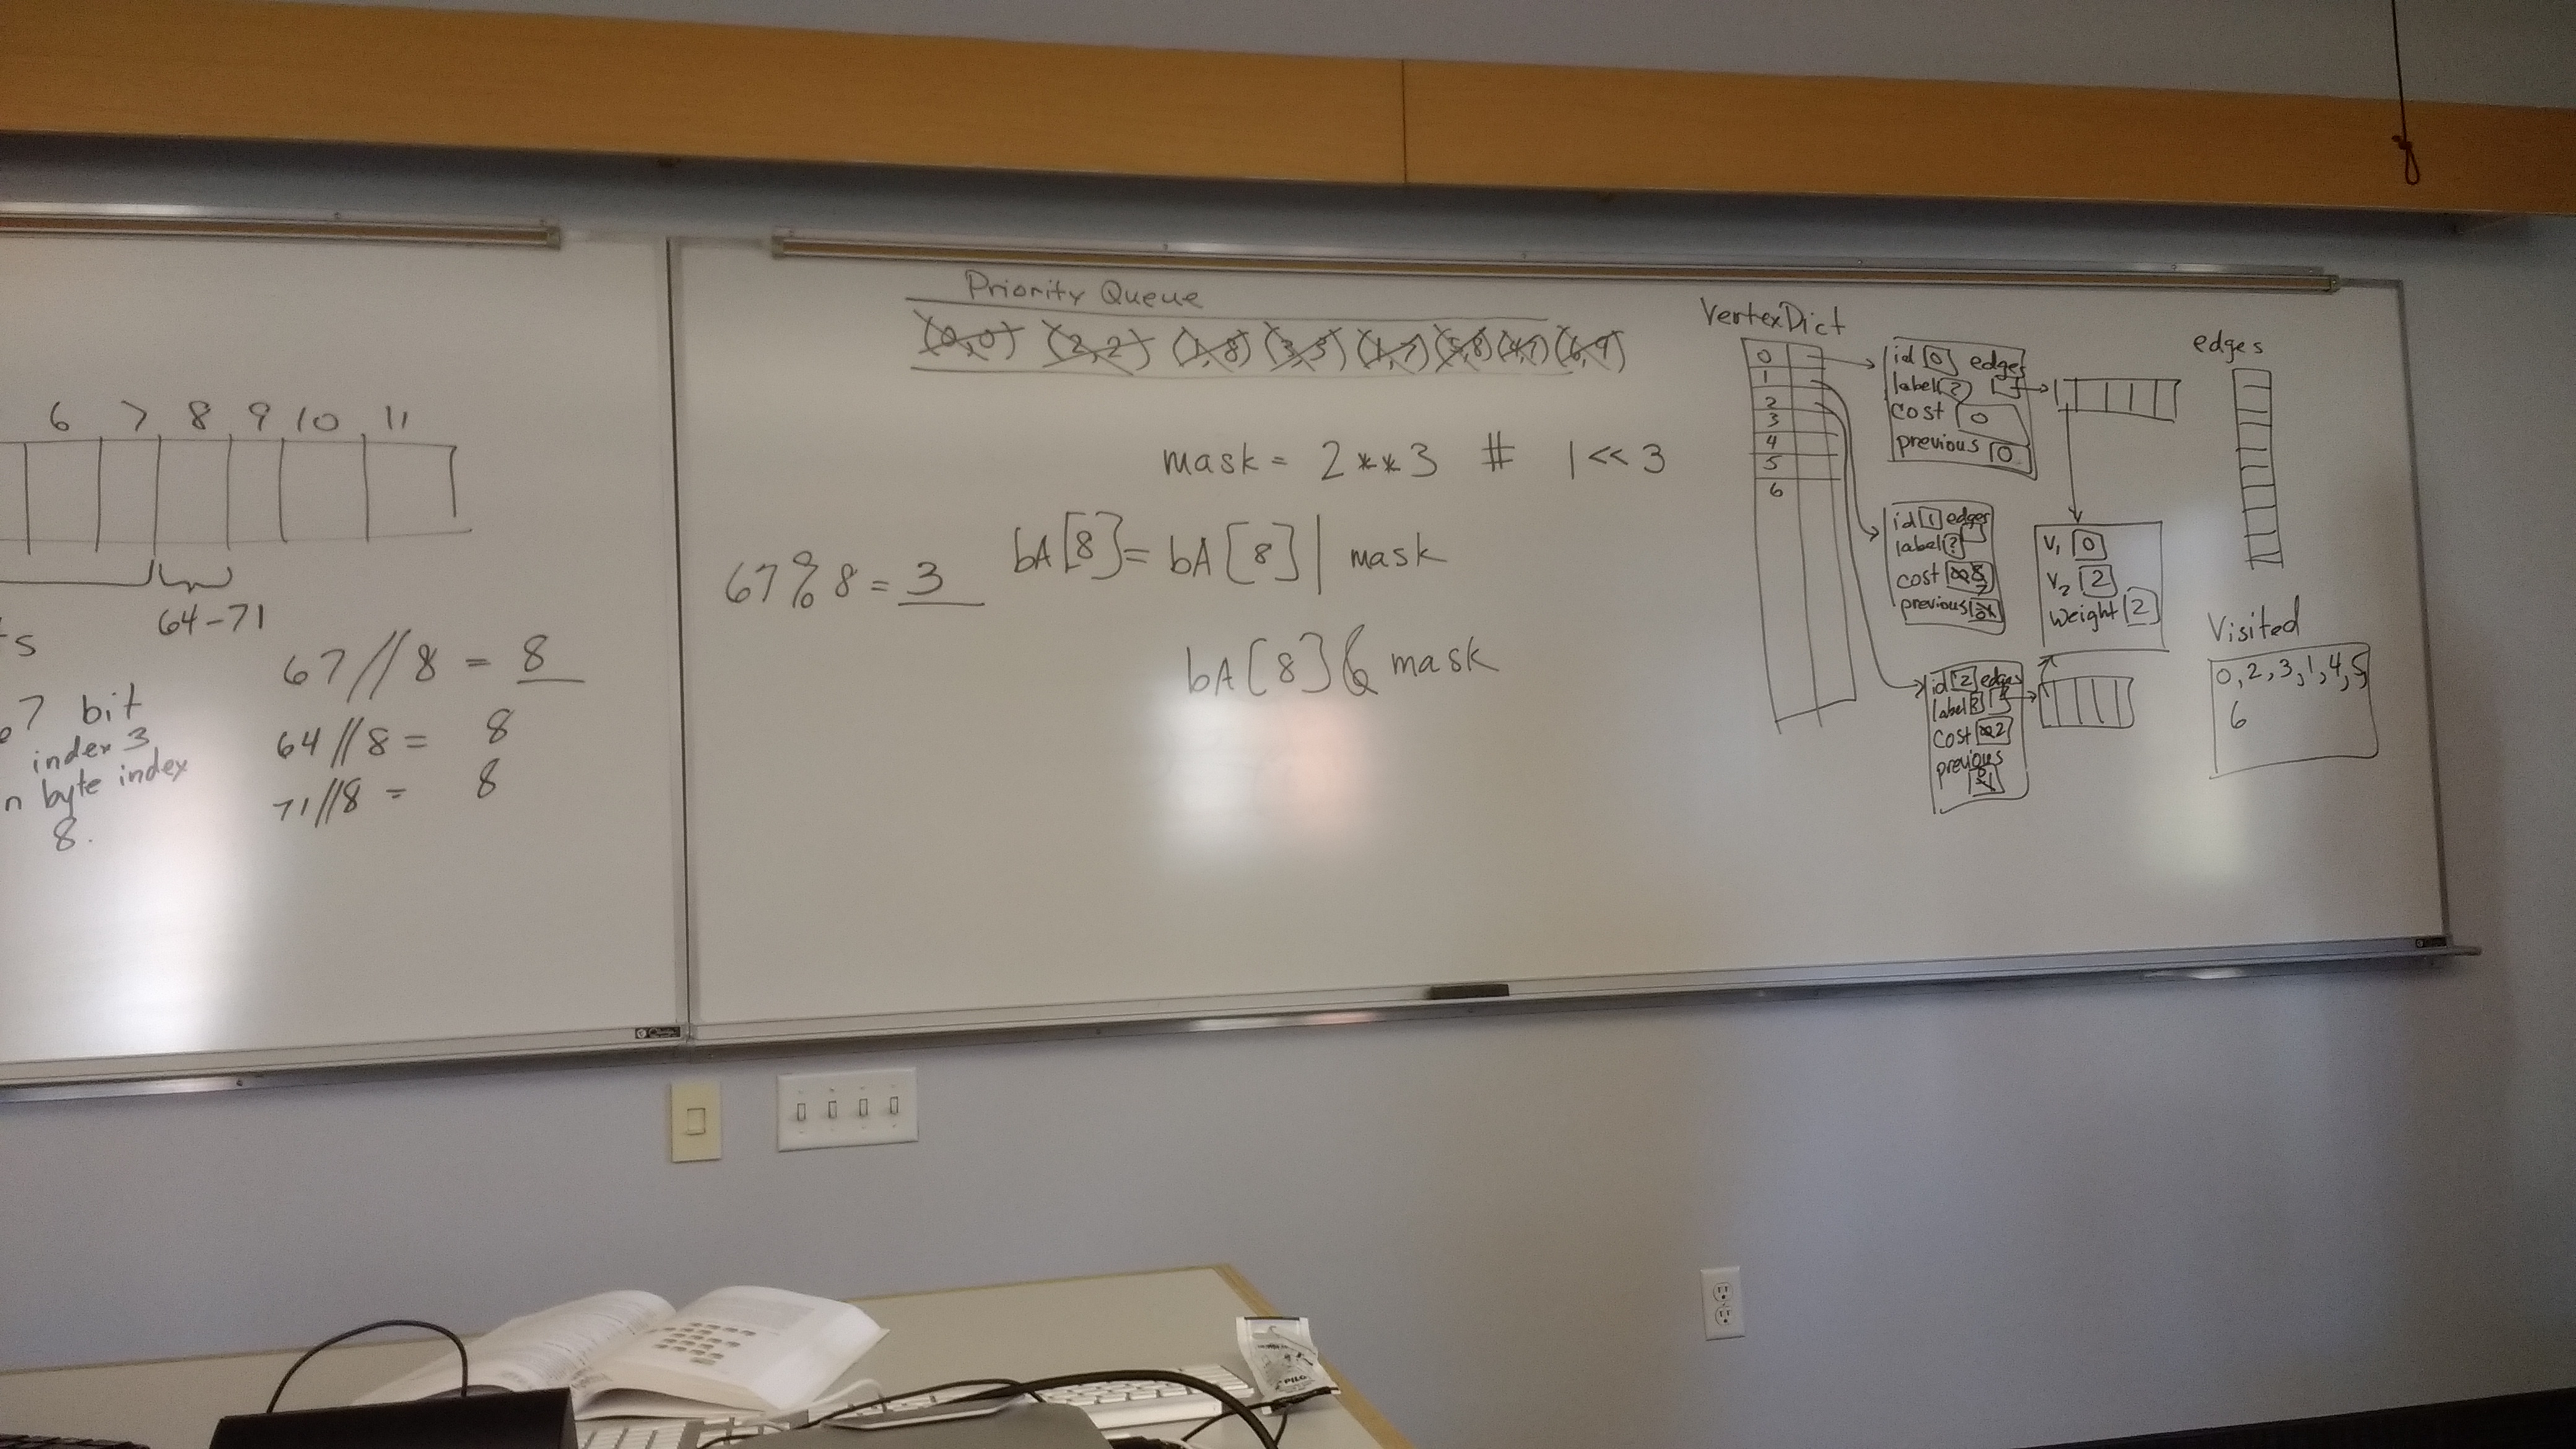 6 7 8 9 10 11
64-71
ts
67//8 = 8
7 bit
index 3
n byte index
8.
64//8 = 8
71//8 = 8
Priority Queue
(0,0) (2,2) (1,8) (3,5) (1,7) (5,8) (4,7) (6,9)
mask = 2**3 # 1<<3
67%8 = 3
bA[8] = bA[8] | mask
bA[8] & mask
VertexDict
0
1
2
3
4
5
6
id 0 edges
label ?
cost 0
previous 0
id 1 edges
label ?
cost ∞ 8 7
previous
id 2 edges
label ?
cost ∞ 2
previous
V1 0
V2 2
weight 2
edges
Visited
0,2,3,1,4,5,
6